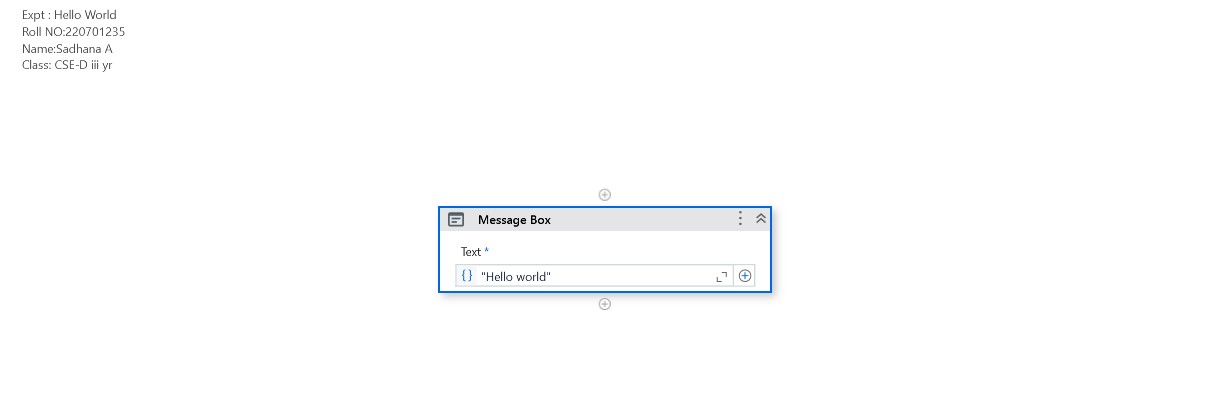 Expt : Hello World
Roll NO:220701235
Name:Sadhana A
Class: CSE-D iii yr
Message Box
Text *
{} "Hello world"